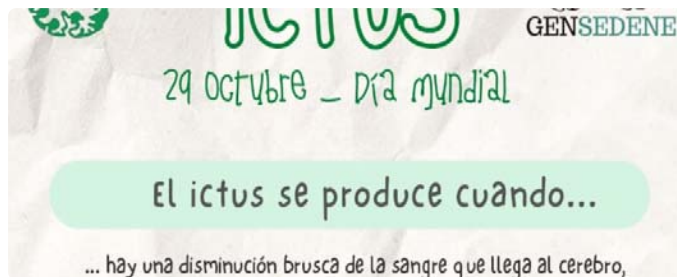 ICTUS
GENSEDENE
29 octubre _ Día mundial
El ictus se produce cuando...
... hay una disminución brusca de la sangre que llega al cerebro,